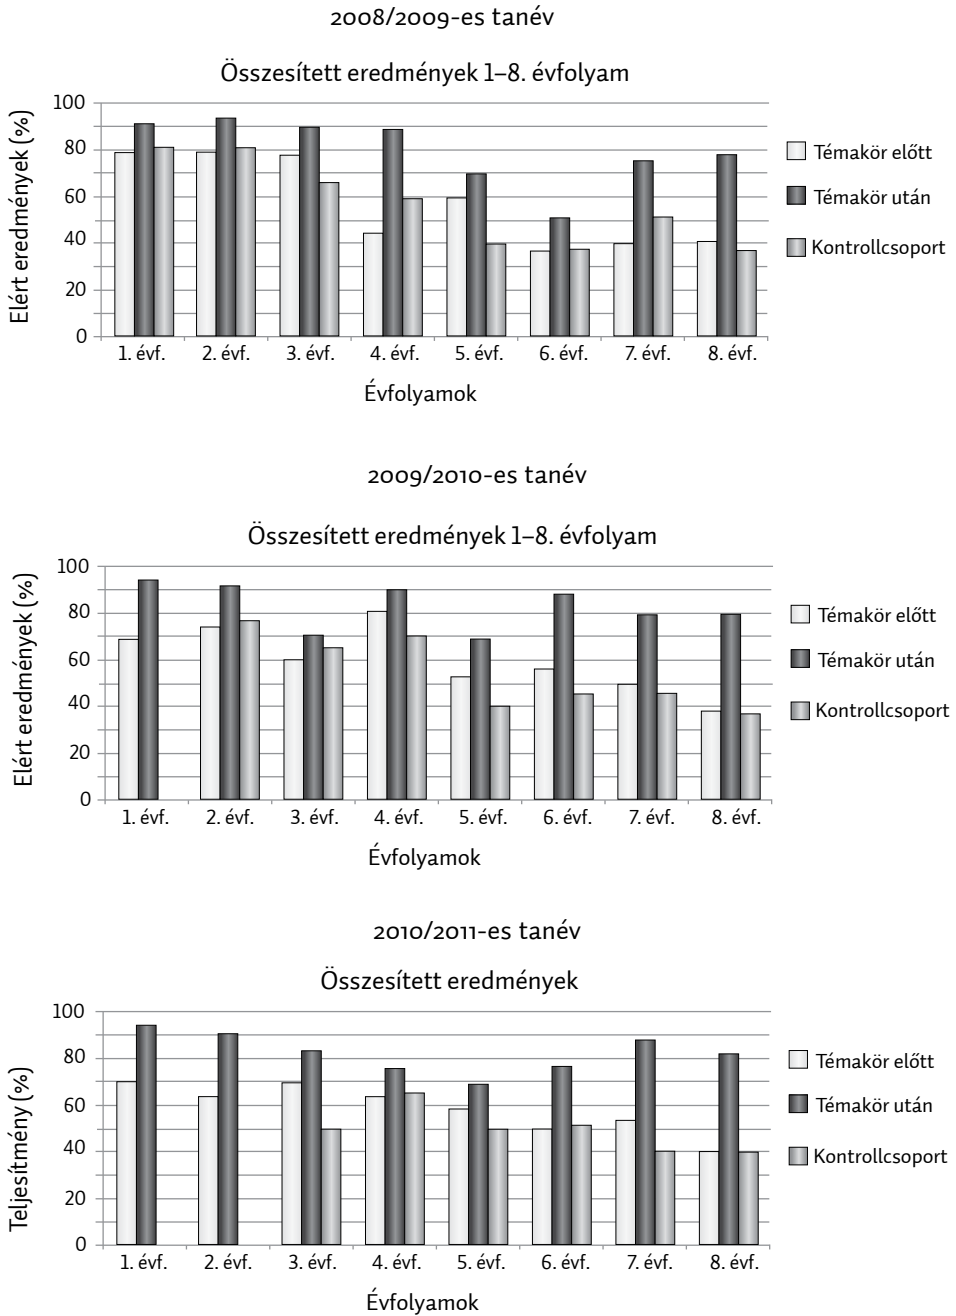 2008/2009-es tanév
Összesített eredmények 1–8. évfolyam
Elért eredmények (%)
100
80
60
40
20
0
1. évf. 2. évf. 3. évf. 4. évf. 5. évf. 6. évf. 7. évf. 8. évf.
Évfolyamok
Témakör előtt
Témakör után
Kontrollcsoport
2009/2010-es tanév
Összesített eredmények 1–8. évfolyam
Elért eredmények (%)
100
80
60
40
20
0
1. évf. 2. évf. 3. évf. 4. évf. 5. évf. 6. évf. 7. évf. 8. évf.
Évfolyamok
Témakör előtt
Témakör után
Kontrollcsoport
2010/2011-es tanév
Összesített eredmények
Teljesítmény (%)
100
80
60
40
20
0
1. évf. 2. évf. 3. évf. 4. évf. 5. évf. 6. évf. 7. évf. 8. évf.
Évfolyamok
Témakör előtt
Témakör után
Kontrollcsoport